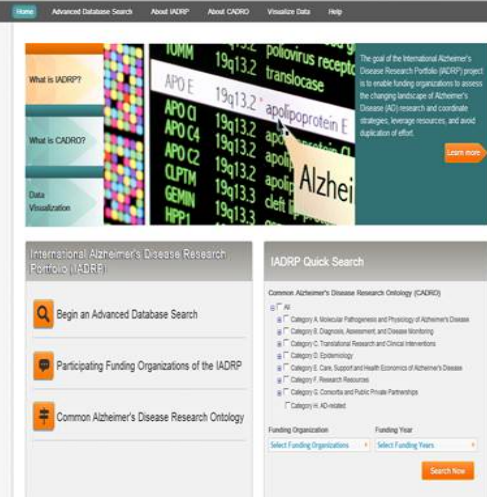 Home Advanced Database Search About IADRP About CADRO Visualize Data Help
What is IADRP?
What is CADRO?
Data
Visualization
TOMM 19q13.2 poliovirus recepto
translocase
APO E 19q13.2 * apolipoprotein E
APO CI 19q13.2
APO C4 19q13.2
APO C2 19q13.2
CLPTM 19q13.3
GEMIN 19q13.3
HPP1 19q13.3
Alzhei
The goal of the International Alzheimer's
Disease Research Portfolio (IADRP) project
is to enable funding organizations to assess
the changing landscape of Alzheimer's
Disease (AD) research and coordinate
strategies, leverage resources, and avoid
duplication of effort.
Learn more
International Alzheimer's Disease Research
Portfolio (IADRP)
Begin an Advanced Database Search
Participating Funding Organizations of the IADRP
Common Alzheimer's Disease Research Ontology
IADRP Quick Search
Common Alzheimer's Disease Research Ontology (CADRO)
All
Category A. Molecular Pathogenesis and Physiology of Alzheimer's Disease
Category B. Diagnosis, Assessment, and Disease Monitoring
Category C. Translational Research and Clinical Interventions
Category D. Epidemiology
Category E. Care, Support and Health Economics of Alzheimer's Disease
Category F. Research Resources
Category G. Consortia and Public Private Partnerships
Category H. AD-related
Funding Organization Funding Year
Select Funding Organizations Select Funding Years
Search Now